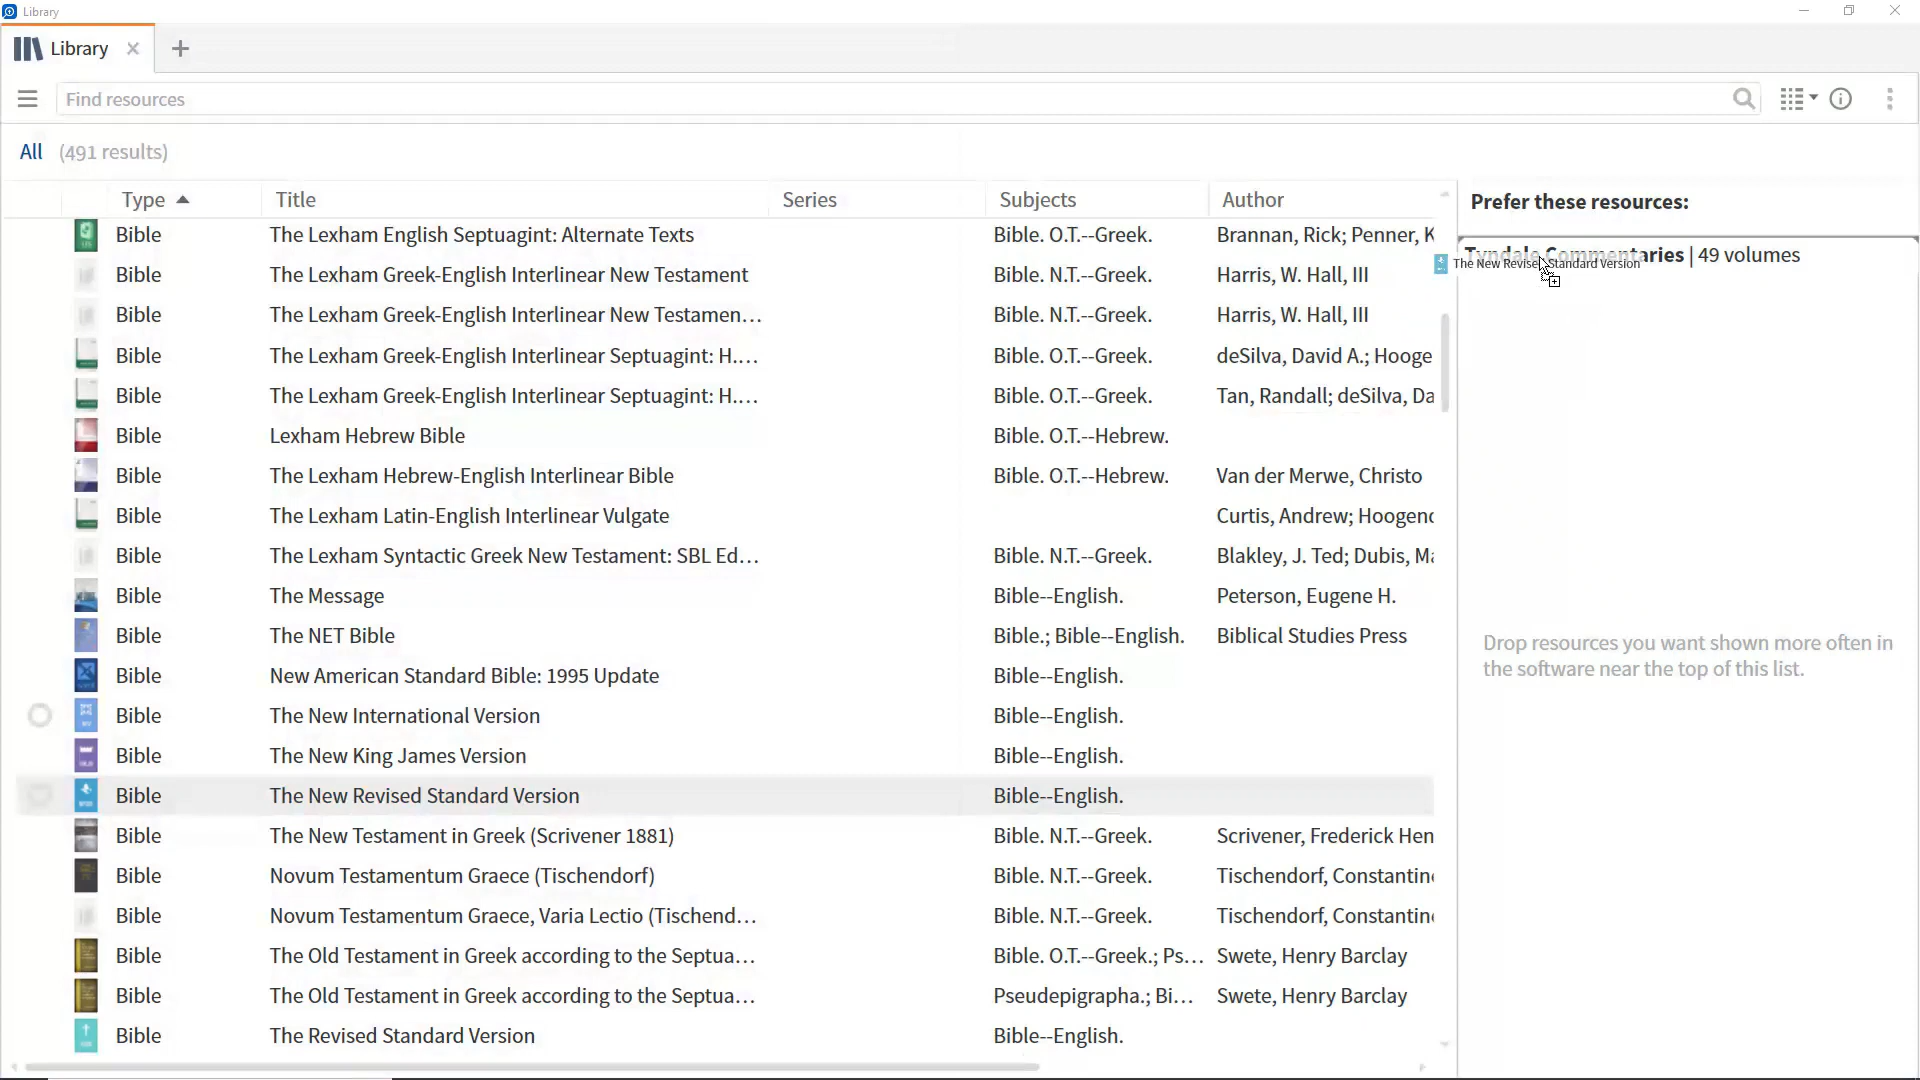 Library
Library
Find resources
All (491 results)
Type Title Series Subjects Author
Prefer these resources:
Bible The Lexham English Septuagint: Alternate Texts Bible. O.T.--Greek. Brannan, Rick; Penner, K
Tyndale Commentaries | 49 volumes
The New Revised Standard Version
Bible The Lexham Greek-English Interlinear New Testament Bible. N.T.--Greek. Harris, W. Hall, III
Bible The Lexham Greek-English Interlinear New Testamen... Bible. N.T.--Greek. Harris, W. Hall, III
Bible The Lexham Greek-English Interlinear Septuagint: H.... Bible. O.T.--Greek. deSilva, David A.; Hooge
Bible The Lexham Greek-English Interlinear Septuagint: H.... Bible. O.T.--Greek. Tan, Randall; deSilva, Da
Bible Lexham Hebrew Bible Bible. O.T.--Hebrew.
Bible The Lexham Hebrew-English Interlinear Bible Bible. O.T.--Hebrew. Van der Merwe, Christo
Bible The Lexham Latin-English Interlinear Vulgate Curtis, Andrew; Hoogend
Bible The Lexham Syntactic Greek New Testament: SBL Ed... Bible. N.T.--Greek. Blakley, J. Ted; Dubis, Ma
Bible The Message Bible--English. Peterson, Eugene H.
Bible The NET Bible Bible.; Bible--English. Biblical Studies Press
Bible New American Standard Bible: 1995 Update Bible--English.
Bible The New International Version Bible--English.
Bible The New King James Version Bible--English.
Bible The New Revised Standard Version Bible--English.
Bible The New Testament in Greek (Scrivener 1881) Bible. N.T.--Greek. Scrivener, Frederick Hen
Bible Novum Testamentum Graece (Tischendorf) Bible. N.T.--Greek. Tischendorf, Constantin
Bible Novum Testamentum Graece, Varia Lectio (Tischend... Bible. N.T.--Greek. Tischendorf, Constantin
Bible The Old Testament in Greek according to the Septua... Bible. O.T.--Greek.; Ps... Swete, Henry Barclay
Bible The Old Testament in Greek according to the Septua... Pseudepigrapha.; Bi... Swete, Henry Barclay
Bible The Revised Standard Version Bible--English.
Drop resources you want shown more often in
the software near the top of this list.